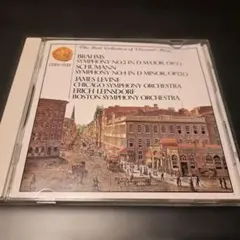 The Best Collection of Classic Music
BRAHMS
SYMPHONY NO.2 IN D MAJOR, OP.73
SCHUMANN
SYMPHONY NO.4 IN D MINOR, OP.120
JAMES LEVINE
CHICAGO SYMPHONY ORCHESTRA
ERICH LEINSDORF
BOSTON SYMPHONY ORCHESTRA